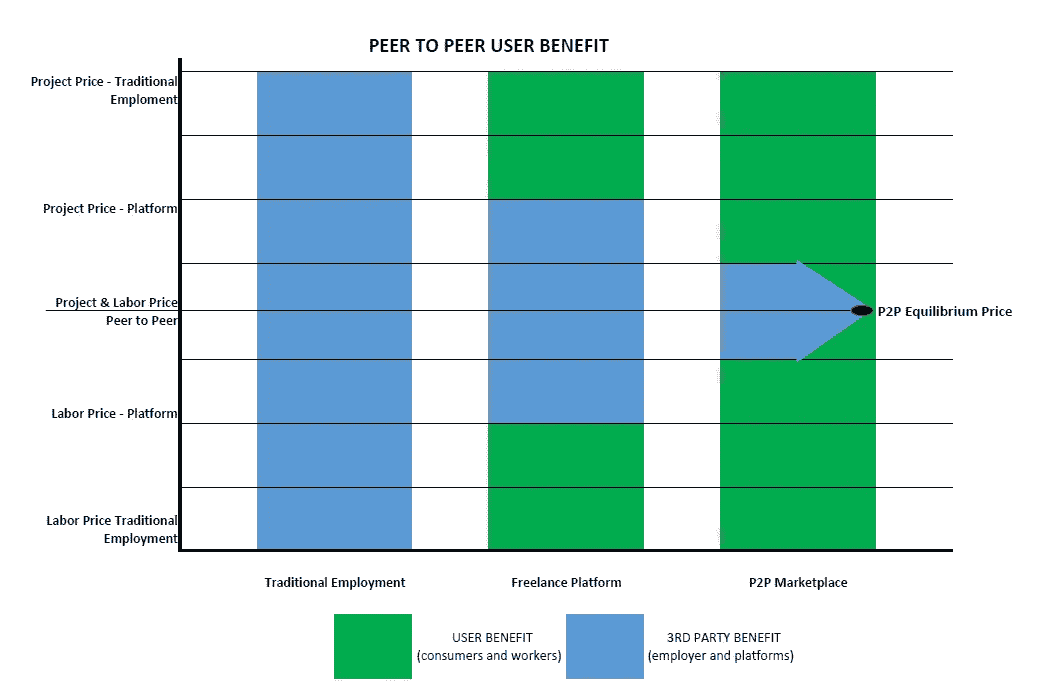 PEER TO PEER USER BENEFIT
Project Price - Traditional
Emploment
Project Price - Platform
Project & Labor Price
Peer to Peer
P2P Equilibrium Price
Labor Price - Platform
Labor Price Traditional
Employment
Traditional Employment
Freelance Platform
P2P Marketplace
USER BENEFIT
(consumers and workers)
3RD PARTY BENEFIT
(employer and platforms)